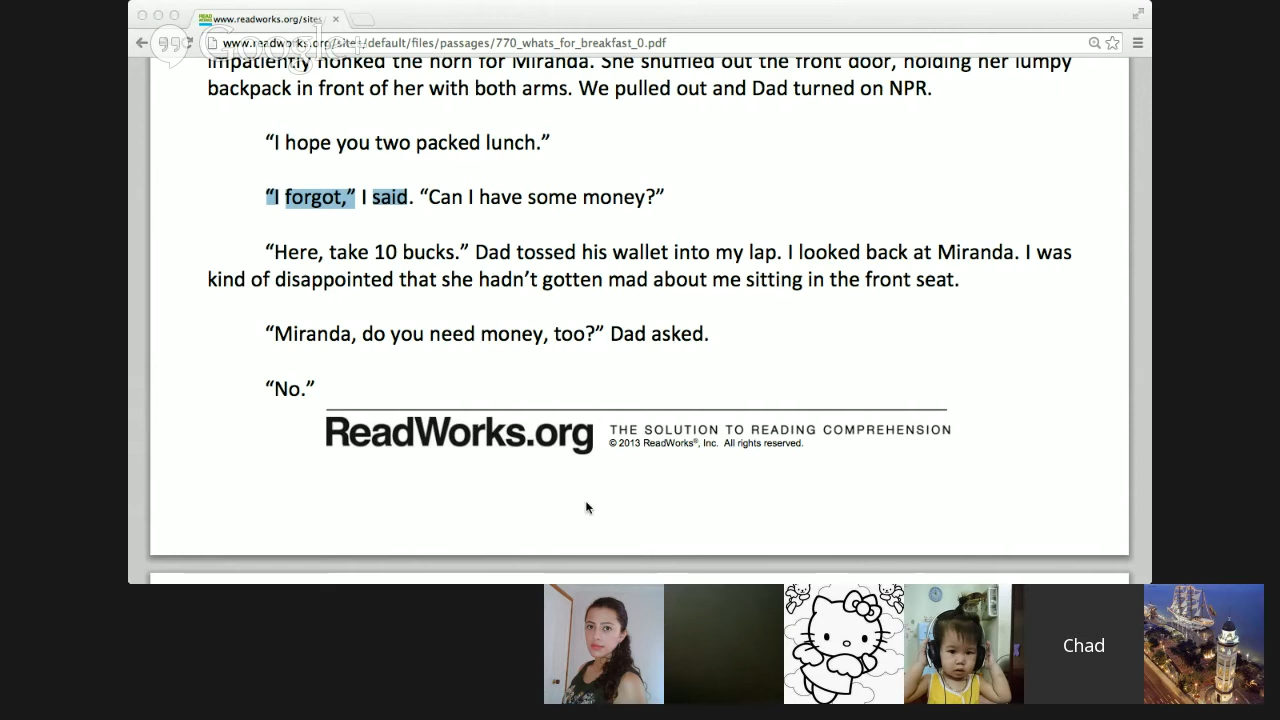 www.readworks.org/sites
www.readworks.org/sites/default/files/passages/770_whats_for_breakfast_0.pdf
Google+
impatiently honked the horn for Miranda. She shuffled out the front door, holding her lumpy
backpack in front of her with both arms. We pulled out and Dad turned on NPR.
“I hope you two packed lunch.”
“I forgot,” I said. “Can I have some money?”
“Here, take 10 bucks.” Dad tossed his wallet into my lap. I looked back at Miranda. I was
kind of disappointed that she hadn’t gotten mad about me sitting in the front seat.
“Miranda, do you need money, too?” Dad asked.
“No.”
ReadWorks.org THE SOLUTION TO READING COMPREHENSION
© 2013 ReadWorks®, Inc. All rights reserved.
Chad